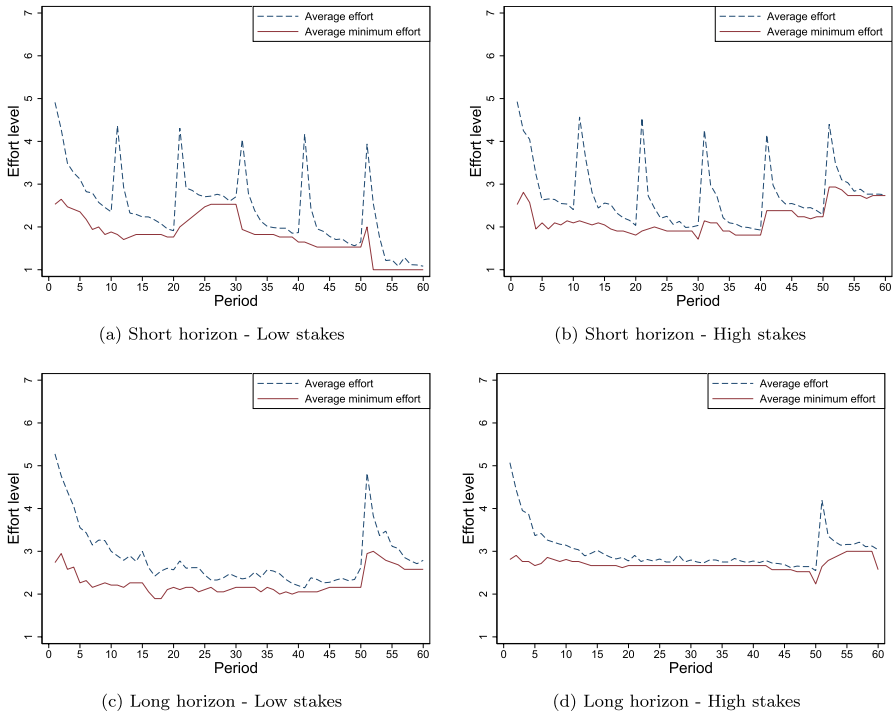 7
6
5
4
3
2
1
Effort level
Average effort
Average minimum effort
0 5 10 15 20 25 30 35 40 45 50 55 60
Period
(a) Short horizon - Low stakes
7
6
5
4
3
2
1
Effort level
Average effort
Average minimum effort
0 5 10 15 20 25 30 35 40 45 50 55 60
Period
(b) Short horizon - High stakes
7
6
5
4
3
2
1
Effort level
Average effort
Average minimum effort
0 5 10 15 20 25 30 35 40 45 50 55 60
Period
(c) Long horizon - Low stakes
7
6
5
4
3
2
1
Effort level
Average effort
Average minimum effort
0 5 10 15 20 25 30 35 40 45 50 55 60
Period
(d) Long horizon - High stakes